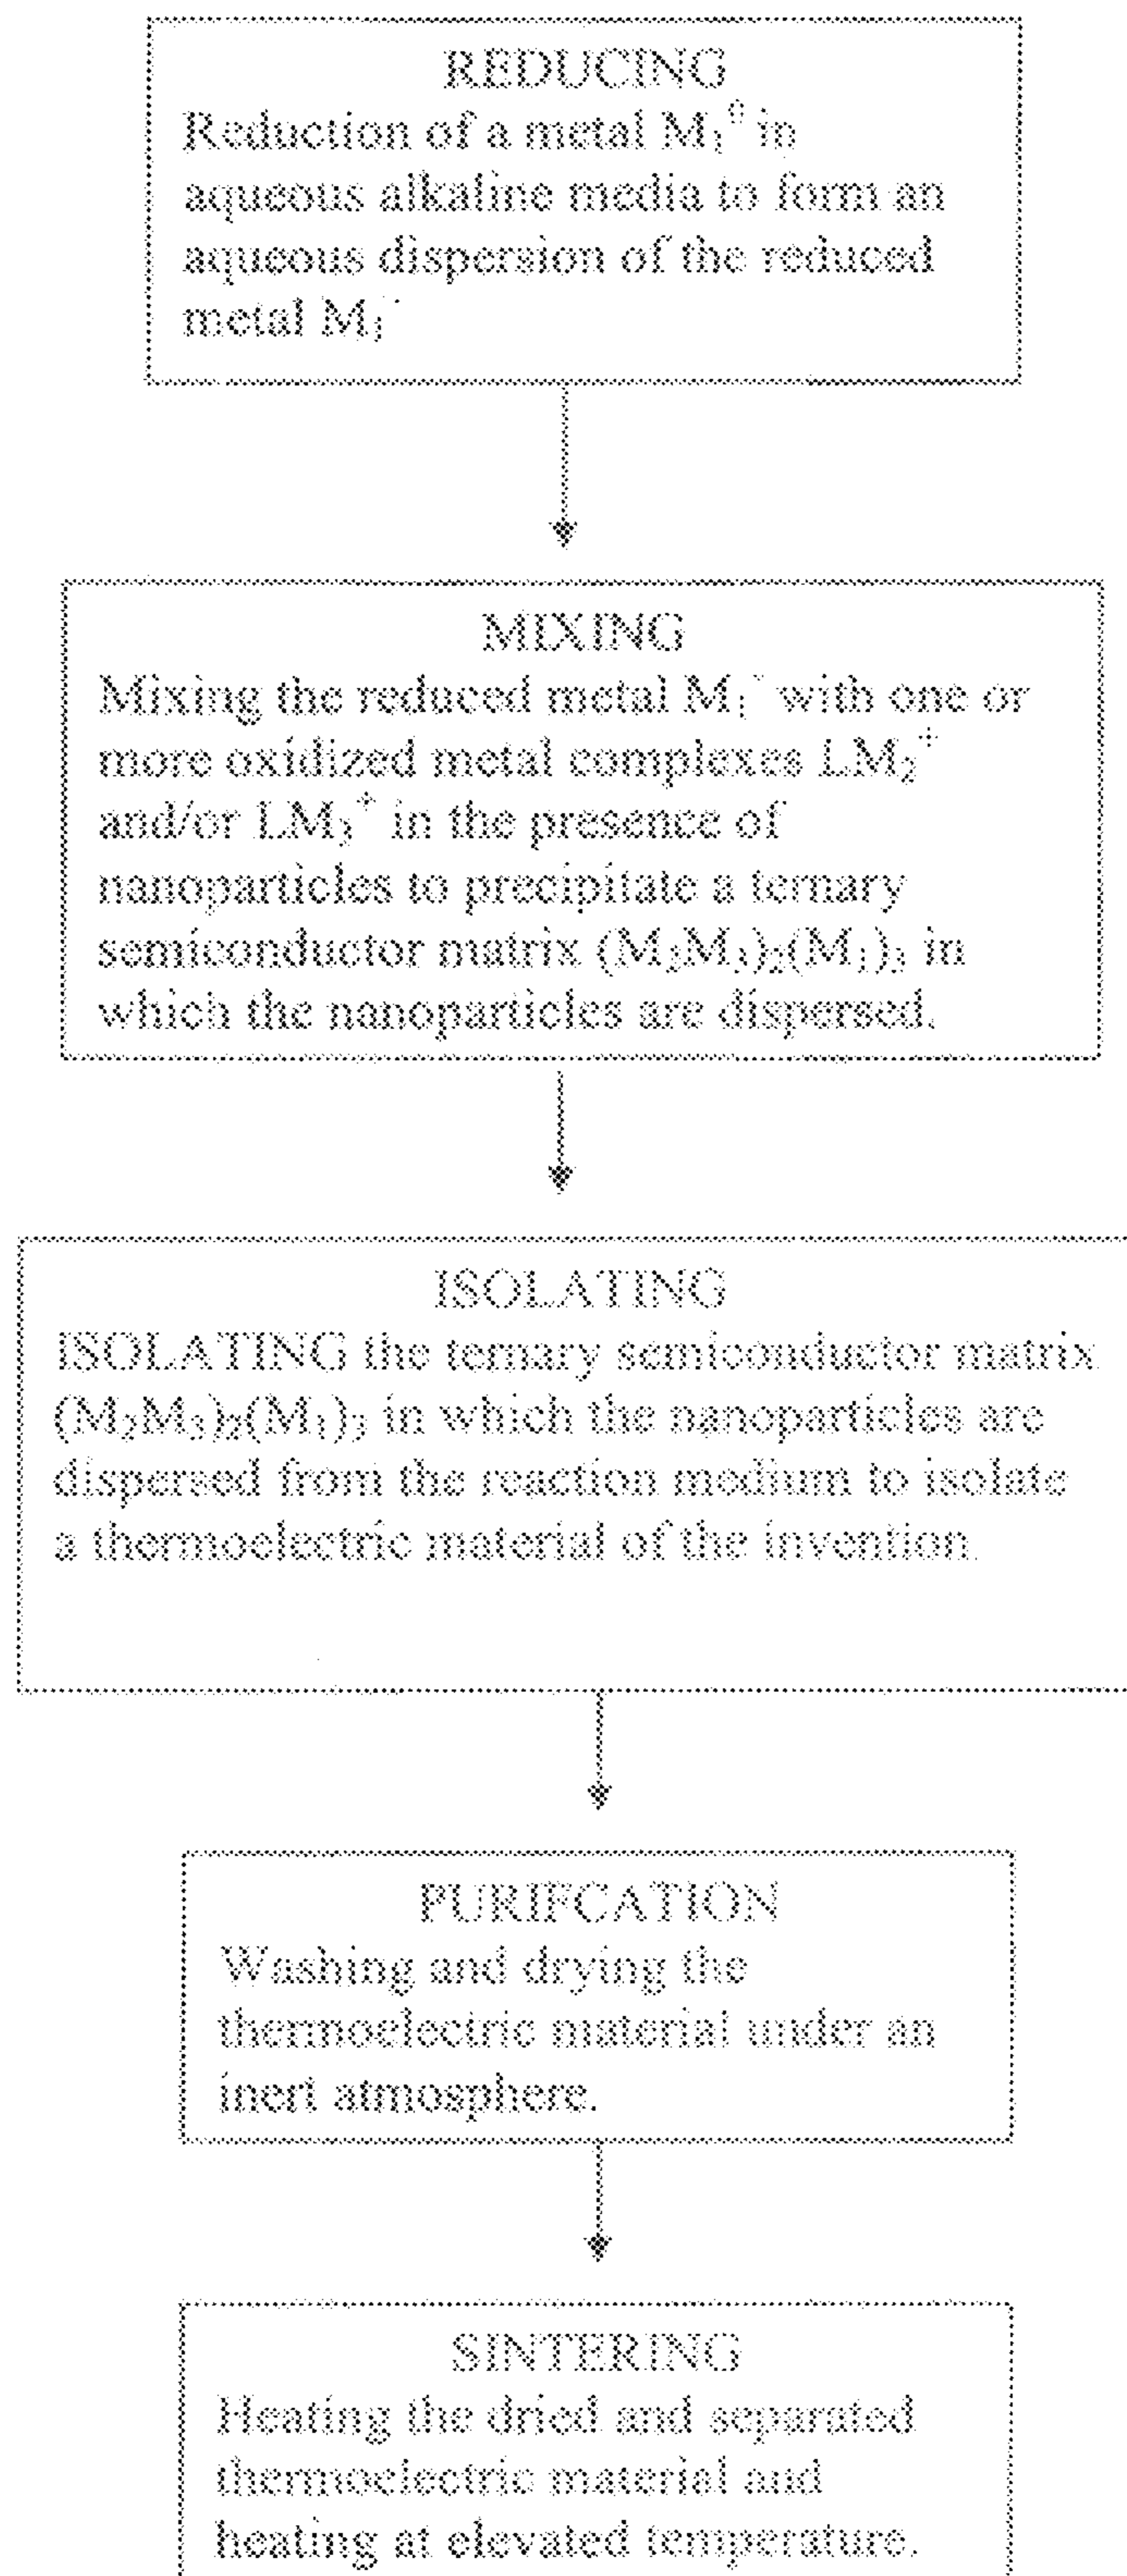 REDUCING
Reduction of a metal M₁⁰ in
aqueous alkaline media to form an
aqueous dispersion of the reduced
metal M₁⁻
MIXING
Mixing the reduced metal M₁⁻ with one or
more oxidized metal complexes LM₂⁺
and/or LM₃⁺ in the presence of
nanoparticles to precipitate a ternary
semiconductor matrix (M₂M₃)₂(M₁)₃ in
which the nanoparticles are dispersed.
ISOLATING
ISOLATING the ternary semiconductor matrix
(M₂M₃)₂(M₁)₃ in which the nanoparticles are
dispersed from the reaction medium to isolate
a thermoelectric material of the invention.
PURIFCATION
Washing and drying the
thermoelectric material under an
inert atmosphere.
SINTERING
Heating the dried and separated
thermoelectric material and
heating at elevated temperature.